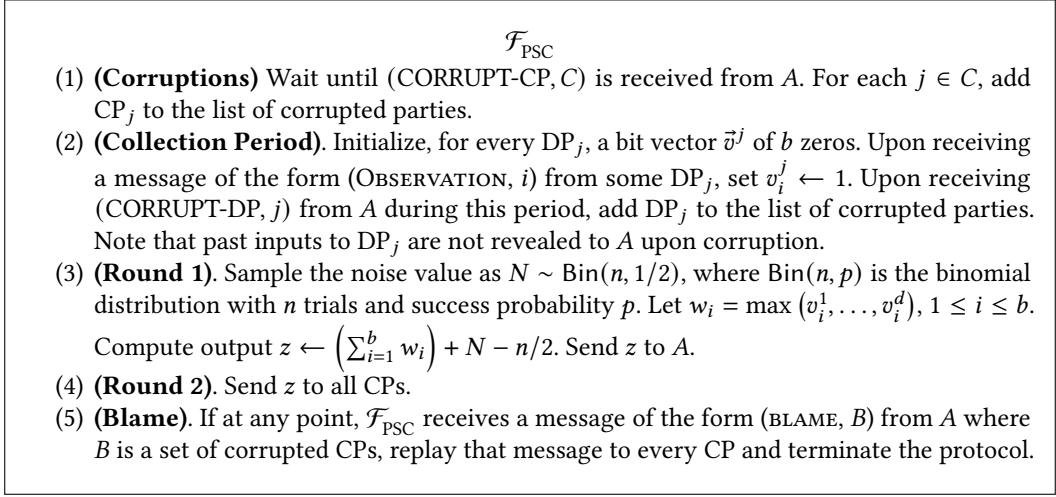 ℱ_PSC
(1) (Corruptions) Wait until (CORRUPT-CP, C) is received from A. For each j ∈ C, add
CP_j to the list of corrupted parties.
(2) (Collection Period). Initialize, for every DP_j, a bit vector v⃗^j of b zeros. Upon receiving
a message of the form (OBSERVATION, i) from some DP_j, set v_i^j ← 1. Upon receiving
(CORRUPT-DP, j) from A during this period, add DP_j to the list of corrupted parties.
Note that past inputs to DP_j are not revealed to A upon corruption.
(3) (Round 1). Sample the noise value as N ∼ Bin(n, 1/2), where Bin(n, p) is the binomial
distribution with n trials and success probability p. Let w_i = max (v_i^1, . . . , v_i^d), 1 ≤ i ≤ b.
Compute output z ← (∑_{i=1}^b w_i) + N − n/2. Send z to A.
(4) (Round 2). Send z to all CPs.
(5) (Blame). If at any point, ℱ_PSC receives a message of the form (BLAME, B) from A where
B is a set of corrupted CPs, replay that message to every CP and terminate the protocol.